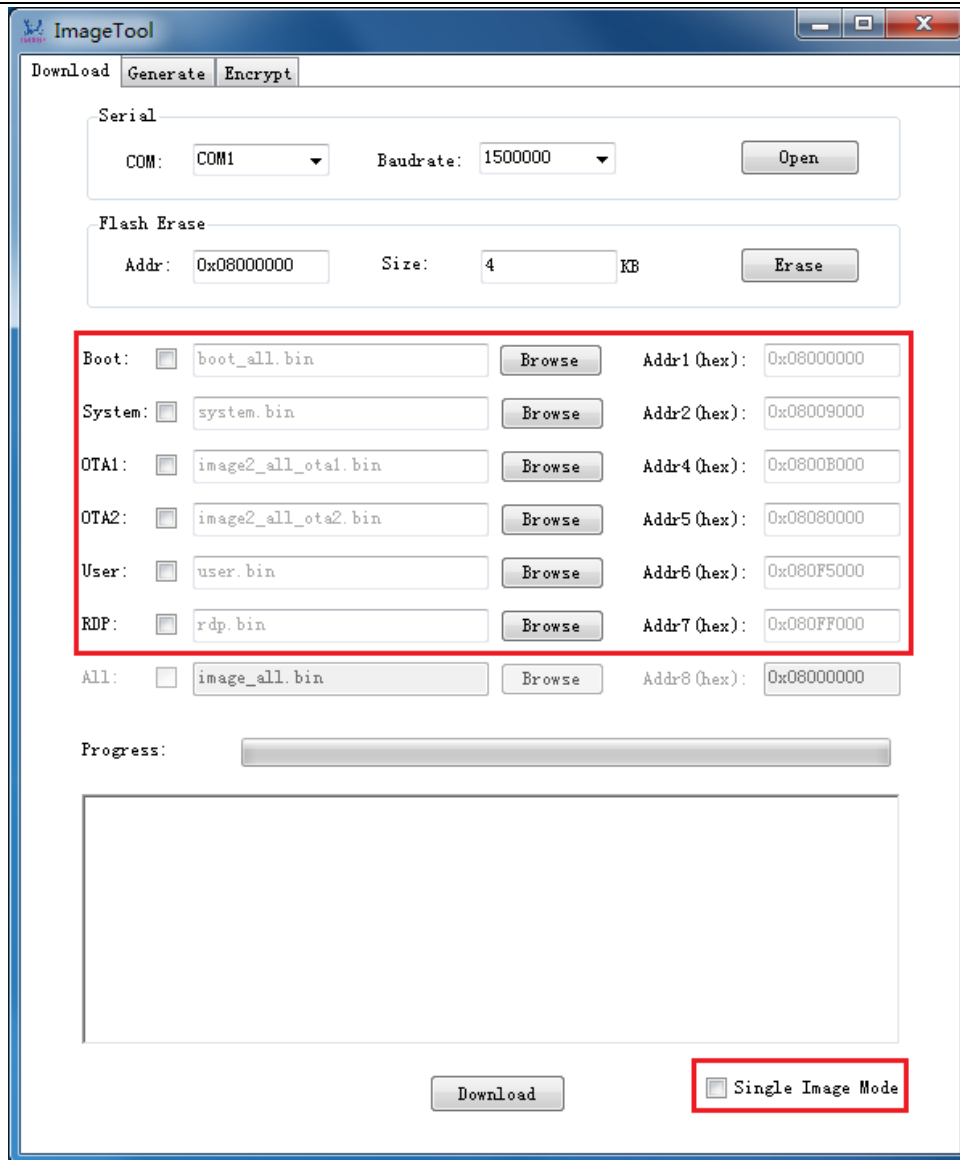 ImageTool
Download Generate Encrypt
Serial
COM: COM1 Baudrate: 1500000 Open
Flash Erase
Addr: 0x08000000 Size: 4 KB Erase
Boot: boot_all.bin Browse Addr1(hex): 0x08000000
System: system.bin Browse Addr2(hex): 0x08009000
OTA1: image2_all_ota1.bin Browse Addr4(hex): 0x0800B000
OTA2: image2_all_ota2.bin Browse Addr5(hex): 0x08080000
User: user.bin Browse Addr6(hex): 0x080F5000
RDP: rdp.bin Browse Addr7(hex): 0x080FF000
All: image_all.bin Browse Addr8(hex): 0x08000000
Progress:
Download Single Image Mode